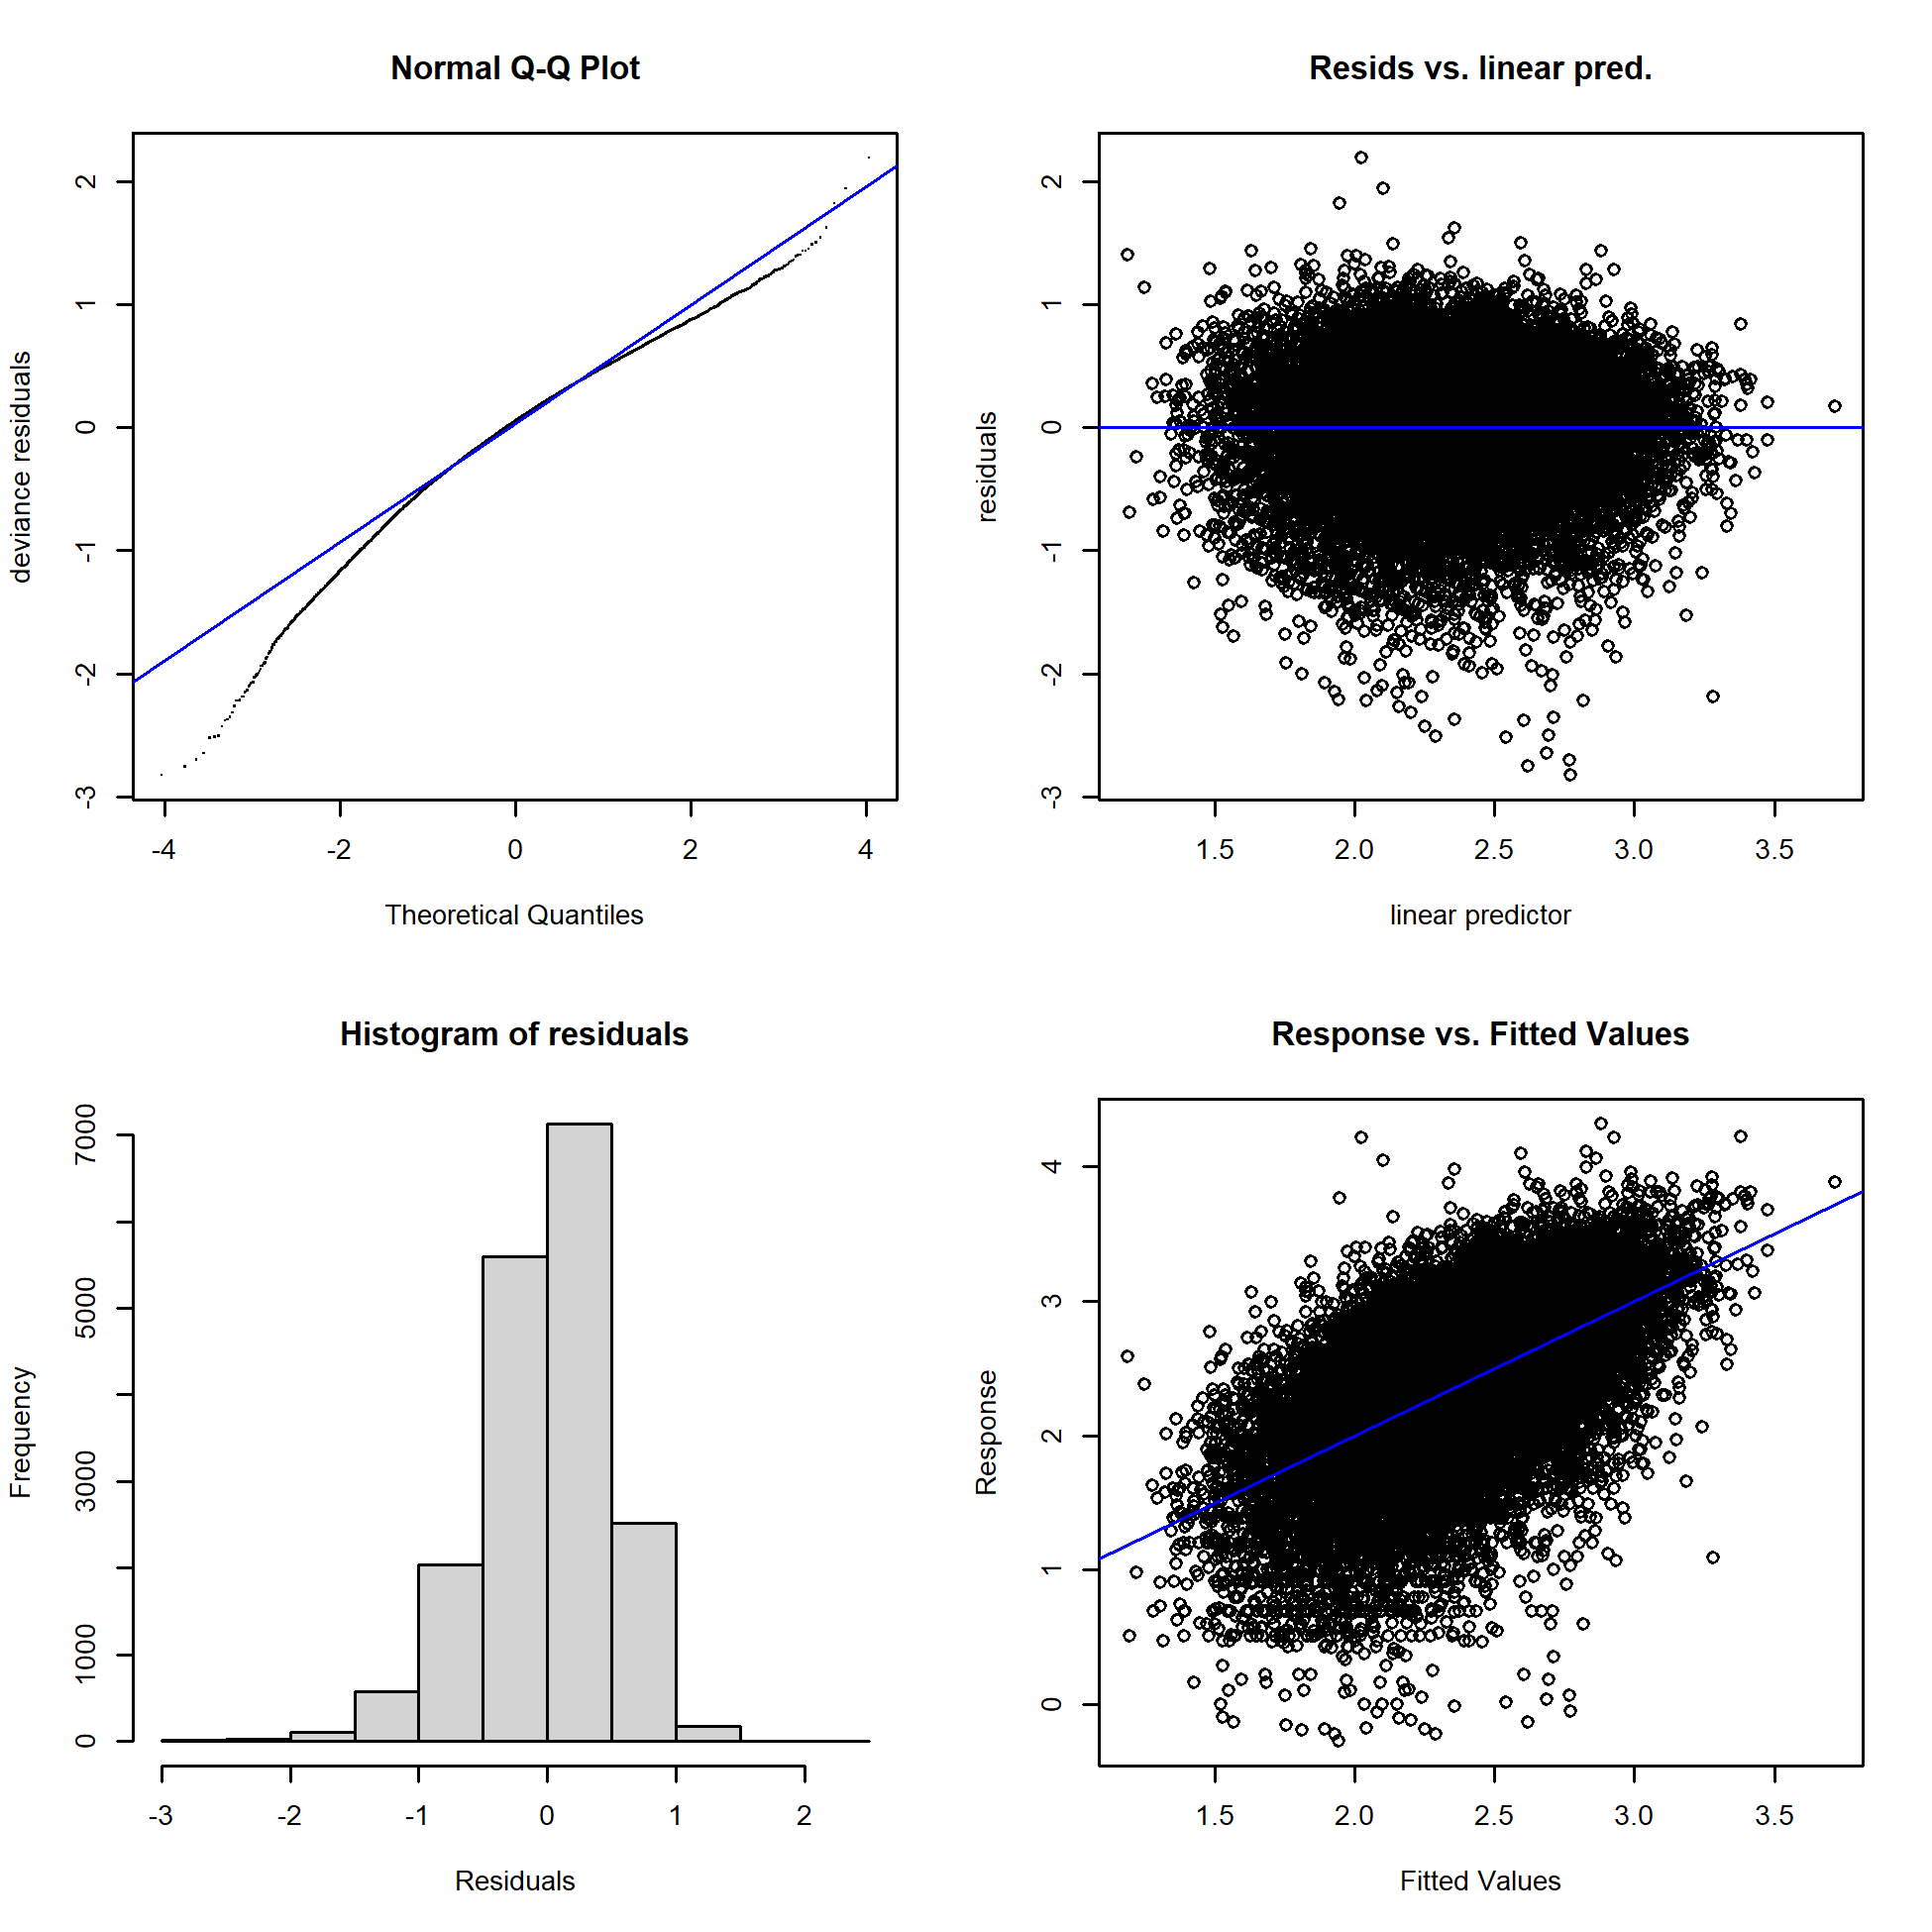 Normal Q-Q Plot
deviance residuals
2
1
0
-1
-2
-3
-4 -2 0 2 4
Theoretical Quantiles
Resids vs. linear pred.
residuals
2
1
0
-1
-2
-3
1.5 2.0 2.5 3.0 3.5
linear predictor
Histogram of residuals
Frequency
7000
5000
3000
1000
0
-3 -2 -1 0 1 2
Residuals
Response vs. Fitted Values
Response
4
3
2
1
0
1.5 2.0 2.5 3.0 3.5
Fitted Values